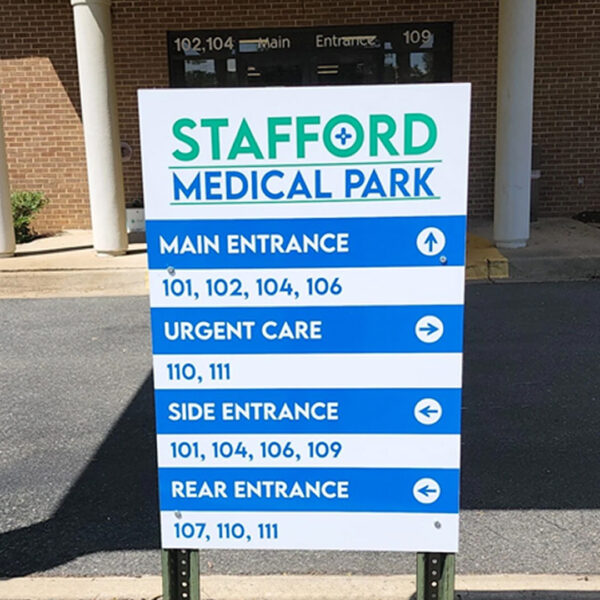 102,104 Main Entrance 109
STAFFORD
MEDICAL PARK
MAIN ENTRANCE
101, 102, 104, 106
URGENT CARE
110, 111
SIDE ENTRANCE
101, 104, 106, 109
REAR ENTRANCE
107, 110, 111